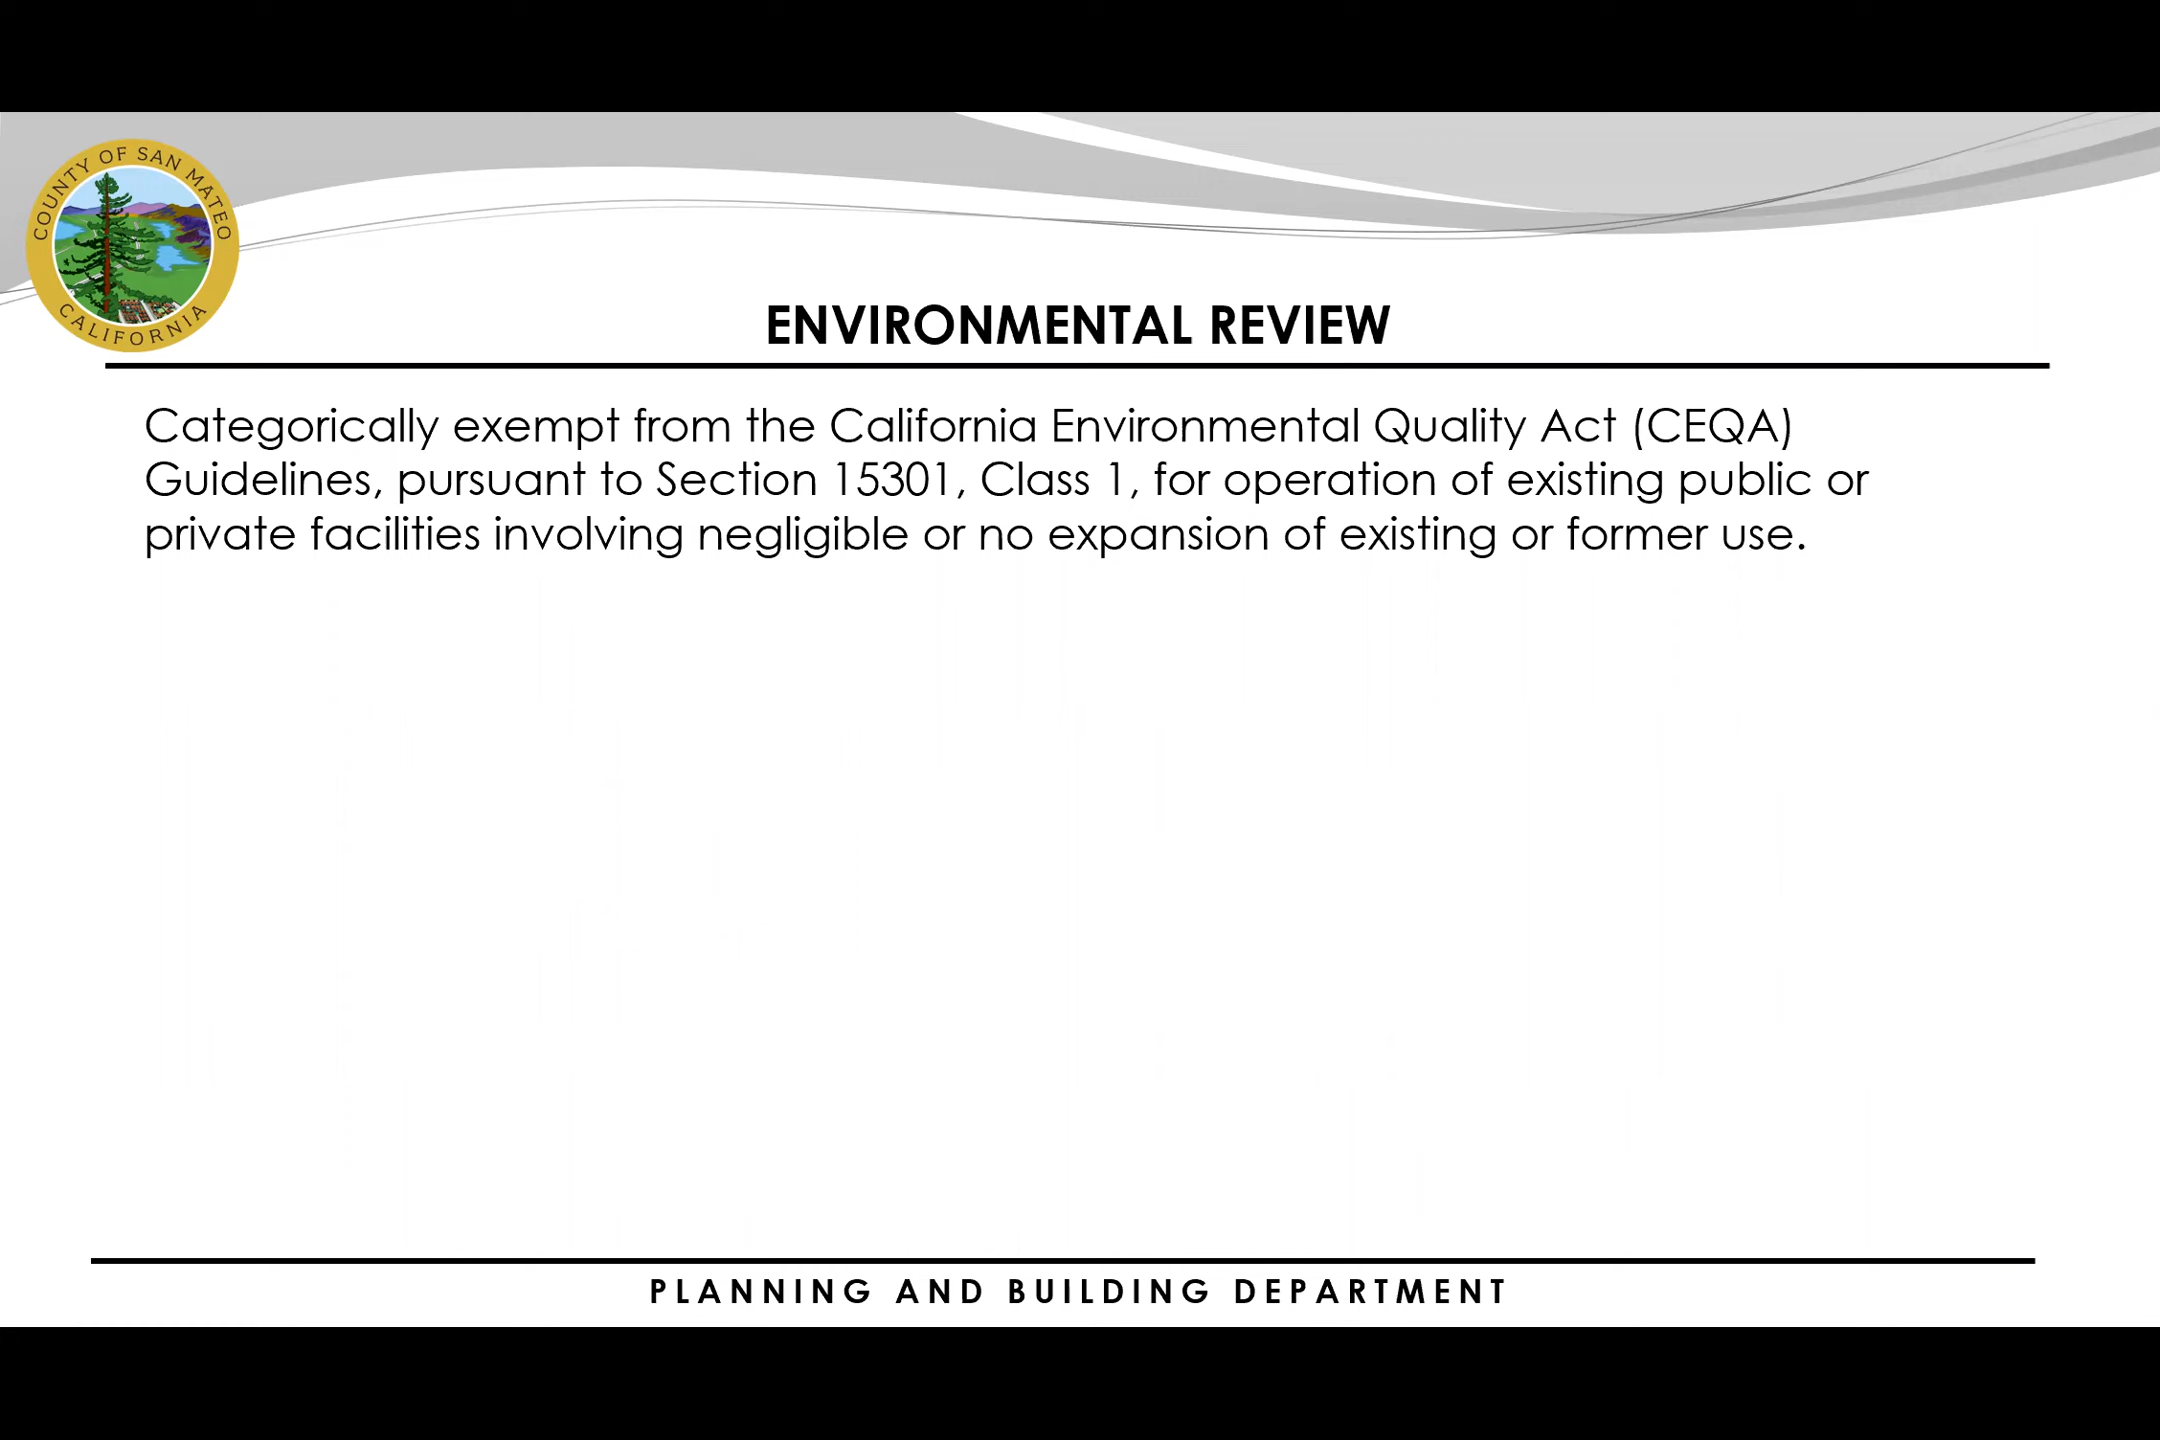 COUNTY OF SAN MATEO
CALIFORNIA
ENVIRONMENTAL REVIEW
Categorically exempt from the California Environmental Quality Act (CEQA)
Guidelines, pursuant to Section 15301, Class 1, for operation of existing public or
private facilities involving negligible or no expansion of existing or former use.
PLANNING AND BUILDING DEPARTMENT